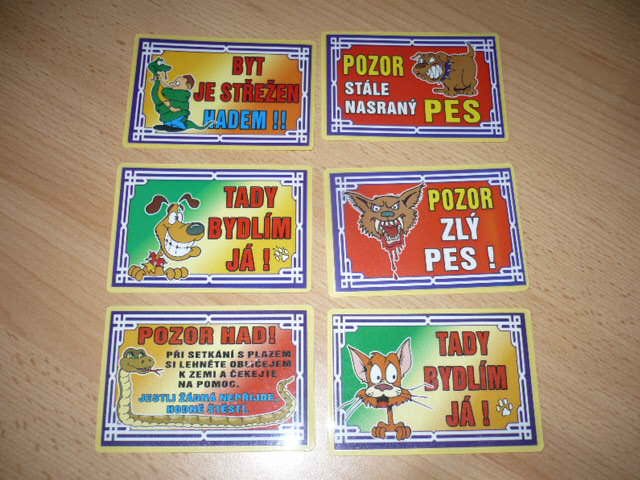 BYT
JE STŘEŽEN
HADEM !!
POZOR
STÁLE
NASRANÝ PES
TADY
BYDLÍM
JÁ !
POZOR
ZLÝ
PES !
POZOR HAD!
PŘI SETKÁNÍ S PLAZEM
SI LEHNĚTE OBLIČEJEM
K ZEMI A ČEKEJTE
NA POMOC.
JESTLI ŽÁDNÁ NEPŘIJDE,
HODNĚ ŠTĚSTÍ.
TADY
BYDLÍM
JÁ !